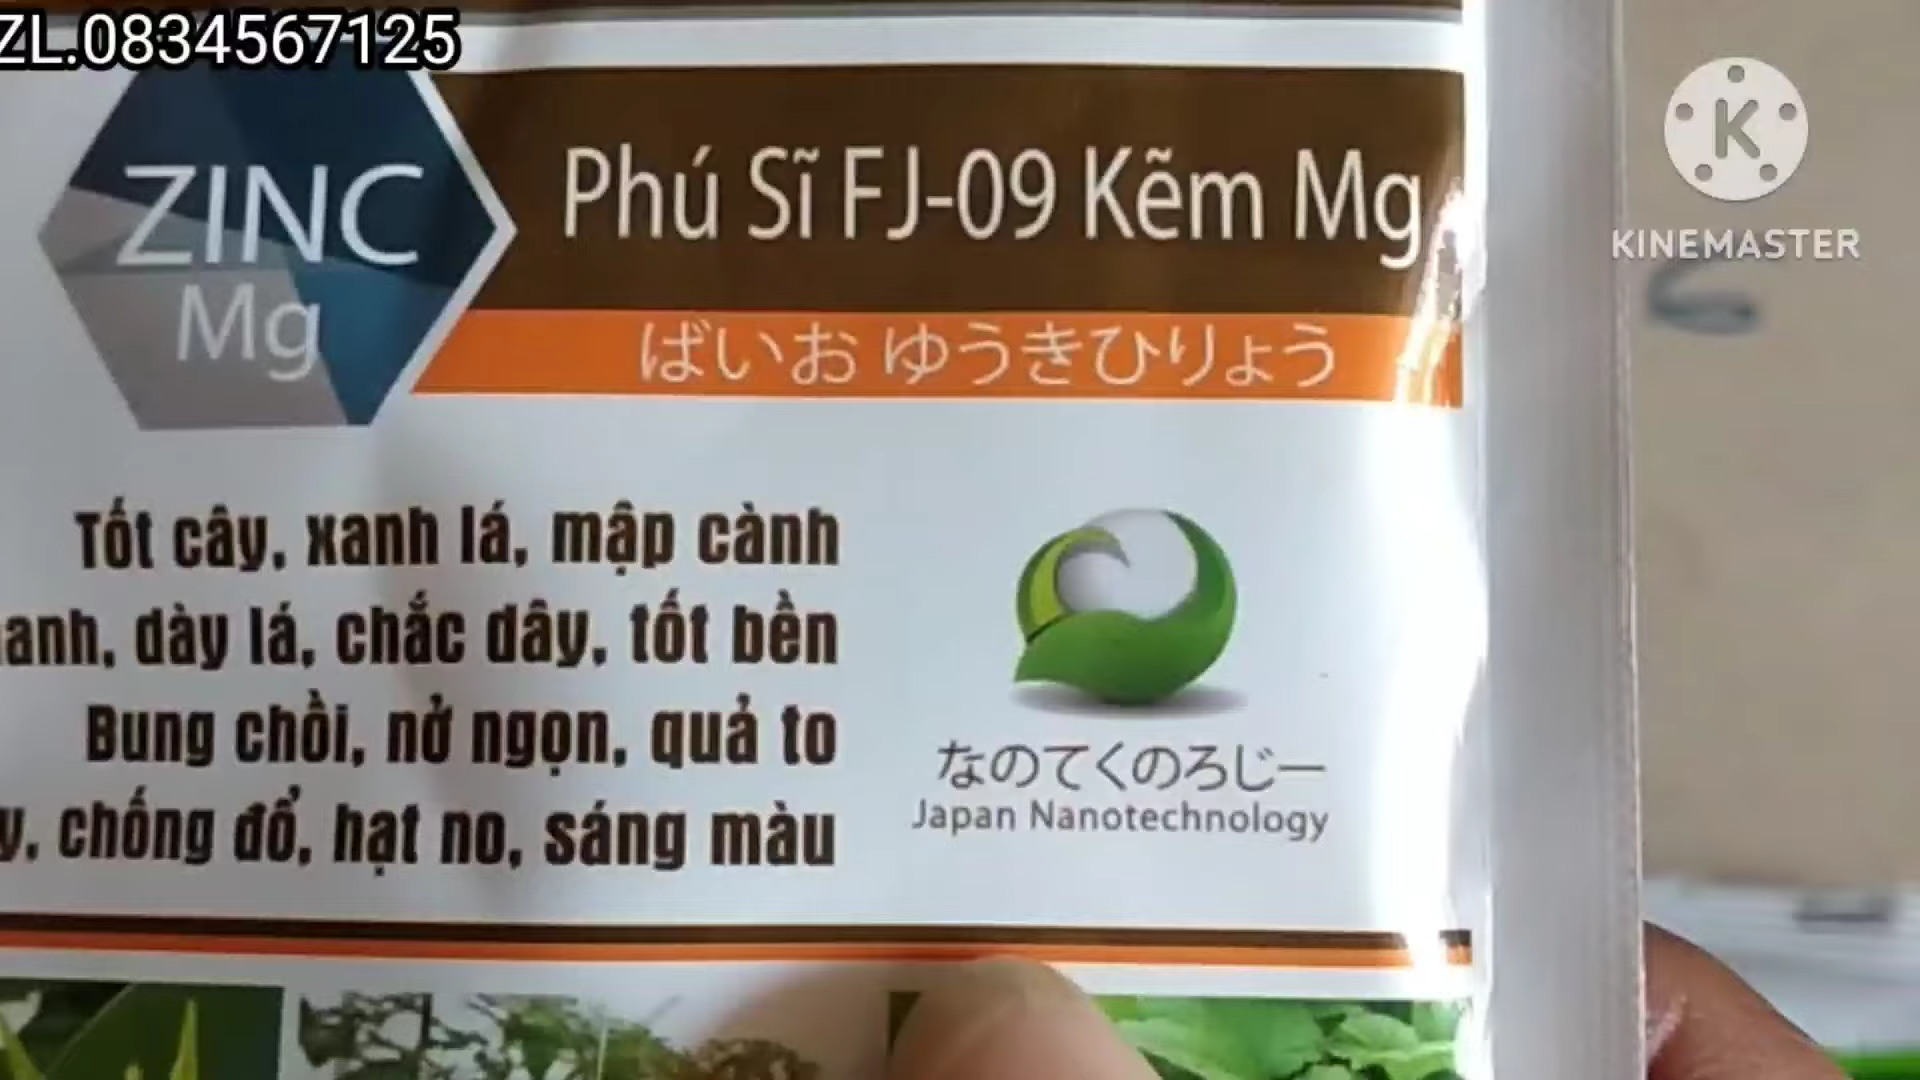 ZL.0834567125
K
KINEMASTER
ZINC
Mg
Phú Sĩ FJ-09 Kẽm Mg
ばいお ゆうきひりょう
Tốt cây, xanh lá, mập cành
dày lá, chắc dây, tốt bền
Bung chồi, nở ngọn, quả to
chống đổ, hạt no, sáng màu
なのてくのろじー
Japan Nanotechnology